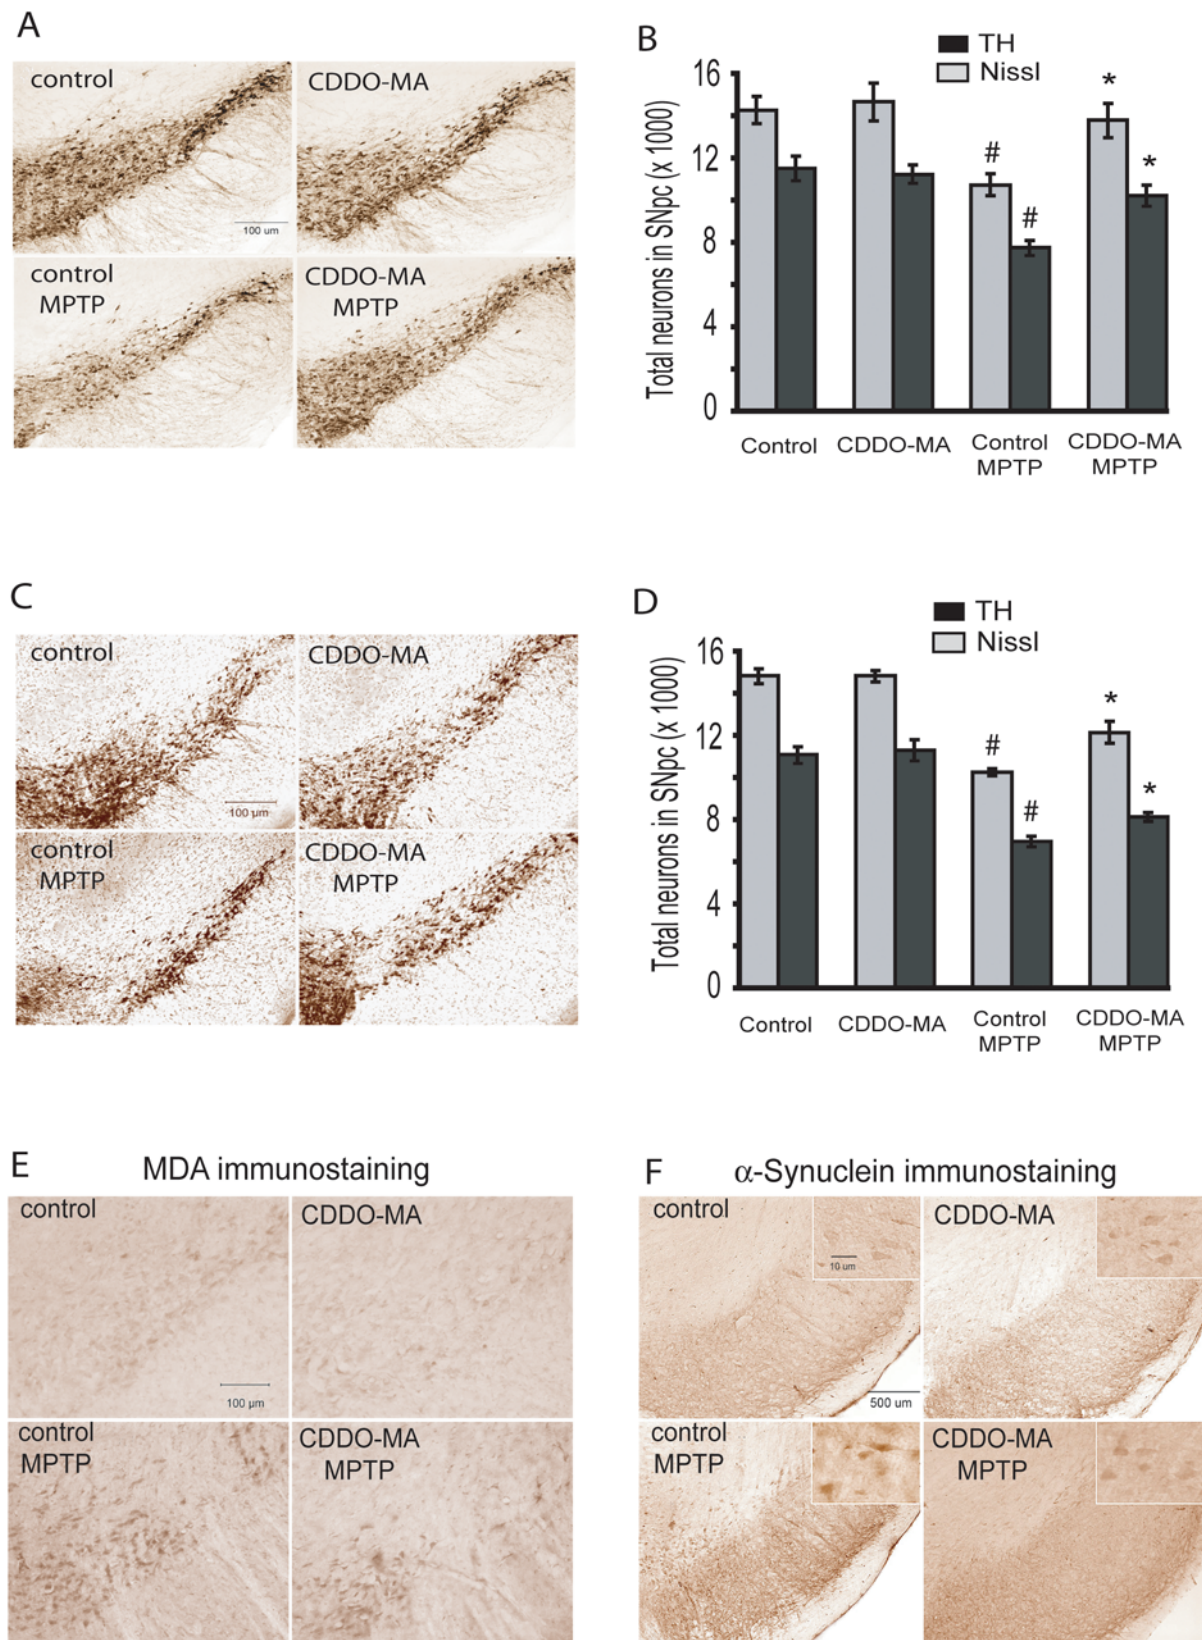 A
control
CDDO-MA
100 um
control
MPTP
CDDO-MA
MPTP
B
TH
Nissl
Total neurons in SNpc (x 1000)
16
12
8
4
0
#
#
*
*
Control
CDDO-MA
Control
MPTP
CDDO-MA
MPTP
C
control
CDDO-MA
100 µm
control
MPTP
CDDO-MA
MPTP
D
TH
Nissl
Total neurons in SNpc (x 1000)
16
12
8
4
0
#
#
*
*
Control
CDDO-MA
Control
MPTP
CDDO-MA
MPTP
E
MDA immunostaining
control
CDDO-MA
100 µm
control
MPTP
CDDO-MA
MPTP
F
α-Synuclein immunostaining
control
10 um
CDDO-MA
500 um
control
MPTP
CDDO-MA
MPTP